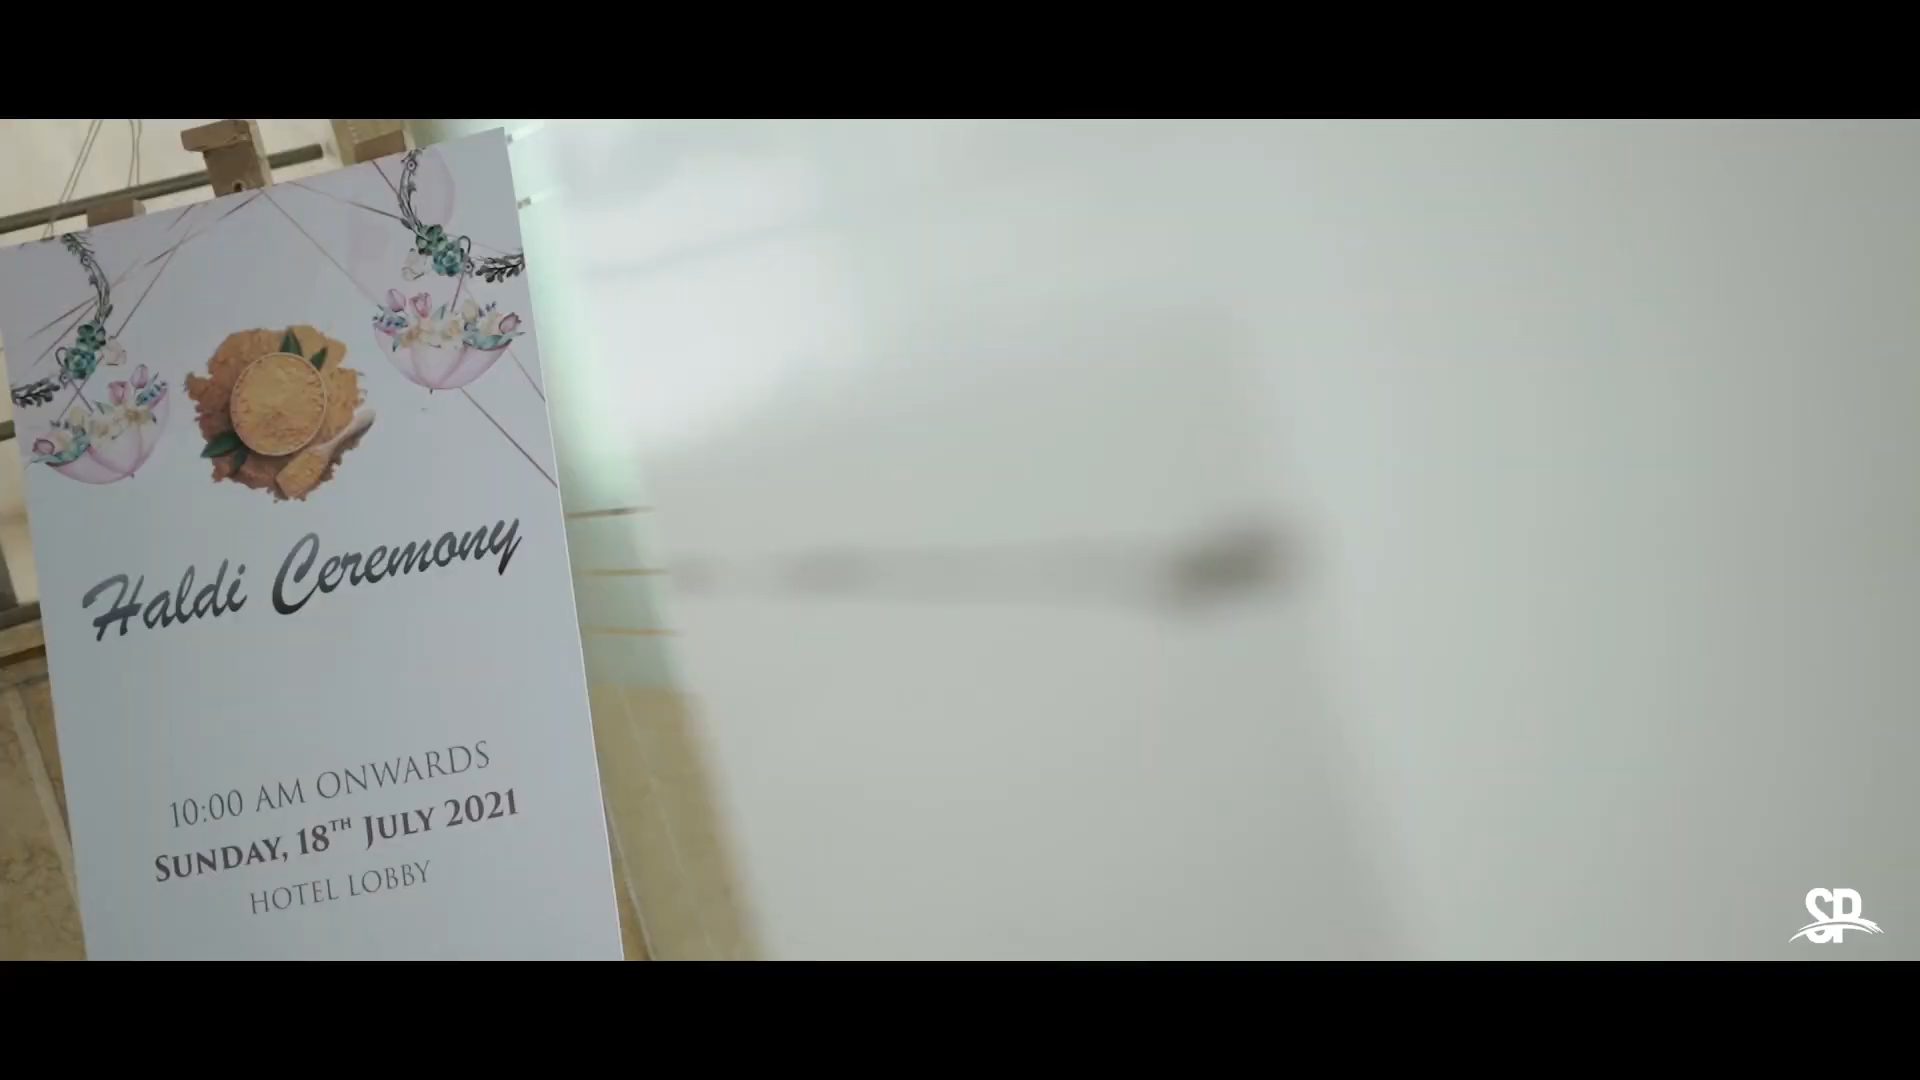 Haldi Ceremony
10:00 AM ONWARDS
SUNDAY, 18TH JULY 2021
HOTEL LOBBY
SP